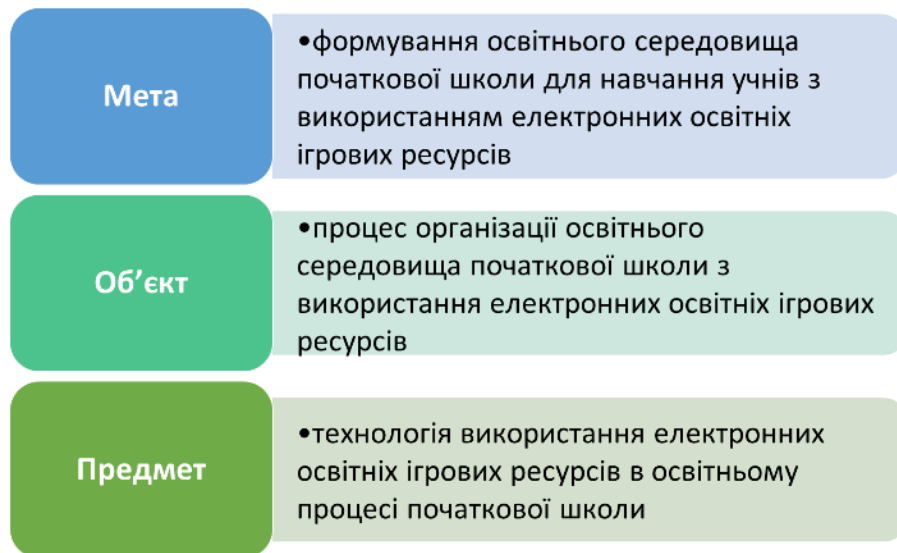 Мета
•формування освітнього середовища
початкової школи для навчання учнів з
використанням електронних освітніх
ігрових ресурсів
Об’єкт
•процес організації освітнього
середовища початкової школи з
використання електронних освітніх ігрових
ресурсів
Предмет
•технологія використання електронних
освітніх ігрових ресурсів в освітньому
процесі початкової школи